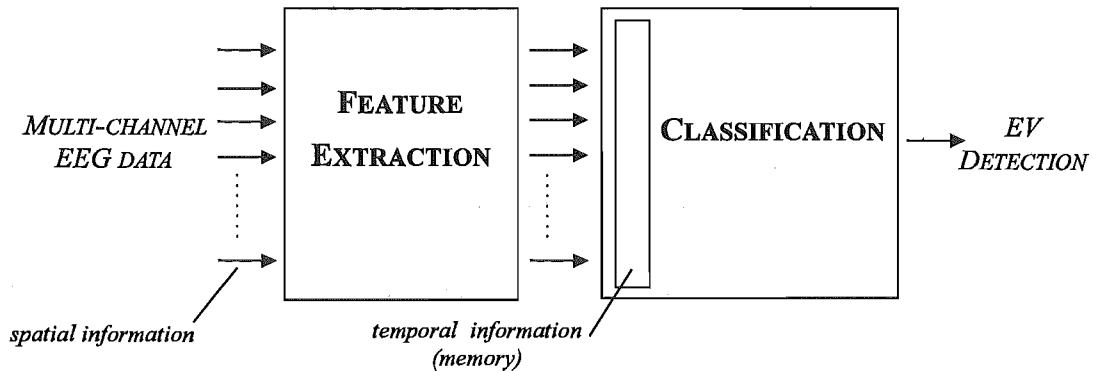 FEATURE
EXTRACTION
CLASSIFICATION
MULTI-CHANNEL
EEG DATA
EV
DETECTION
spatial information
temporal information
(memory)